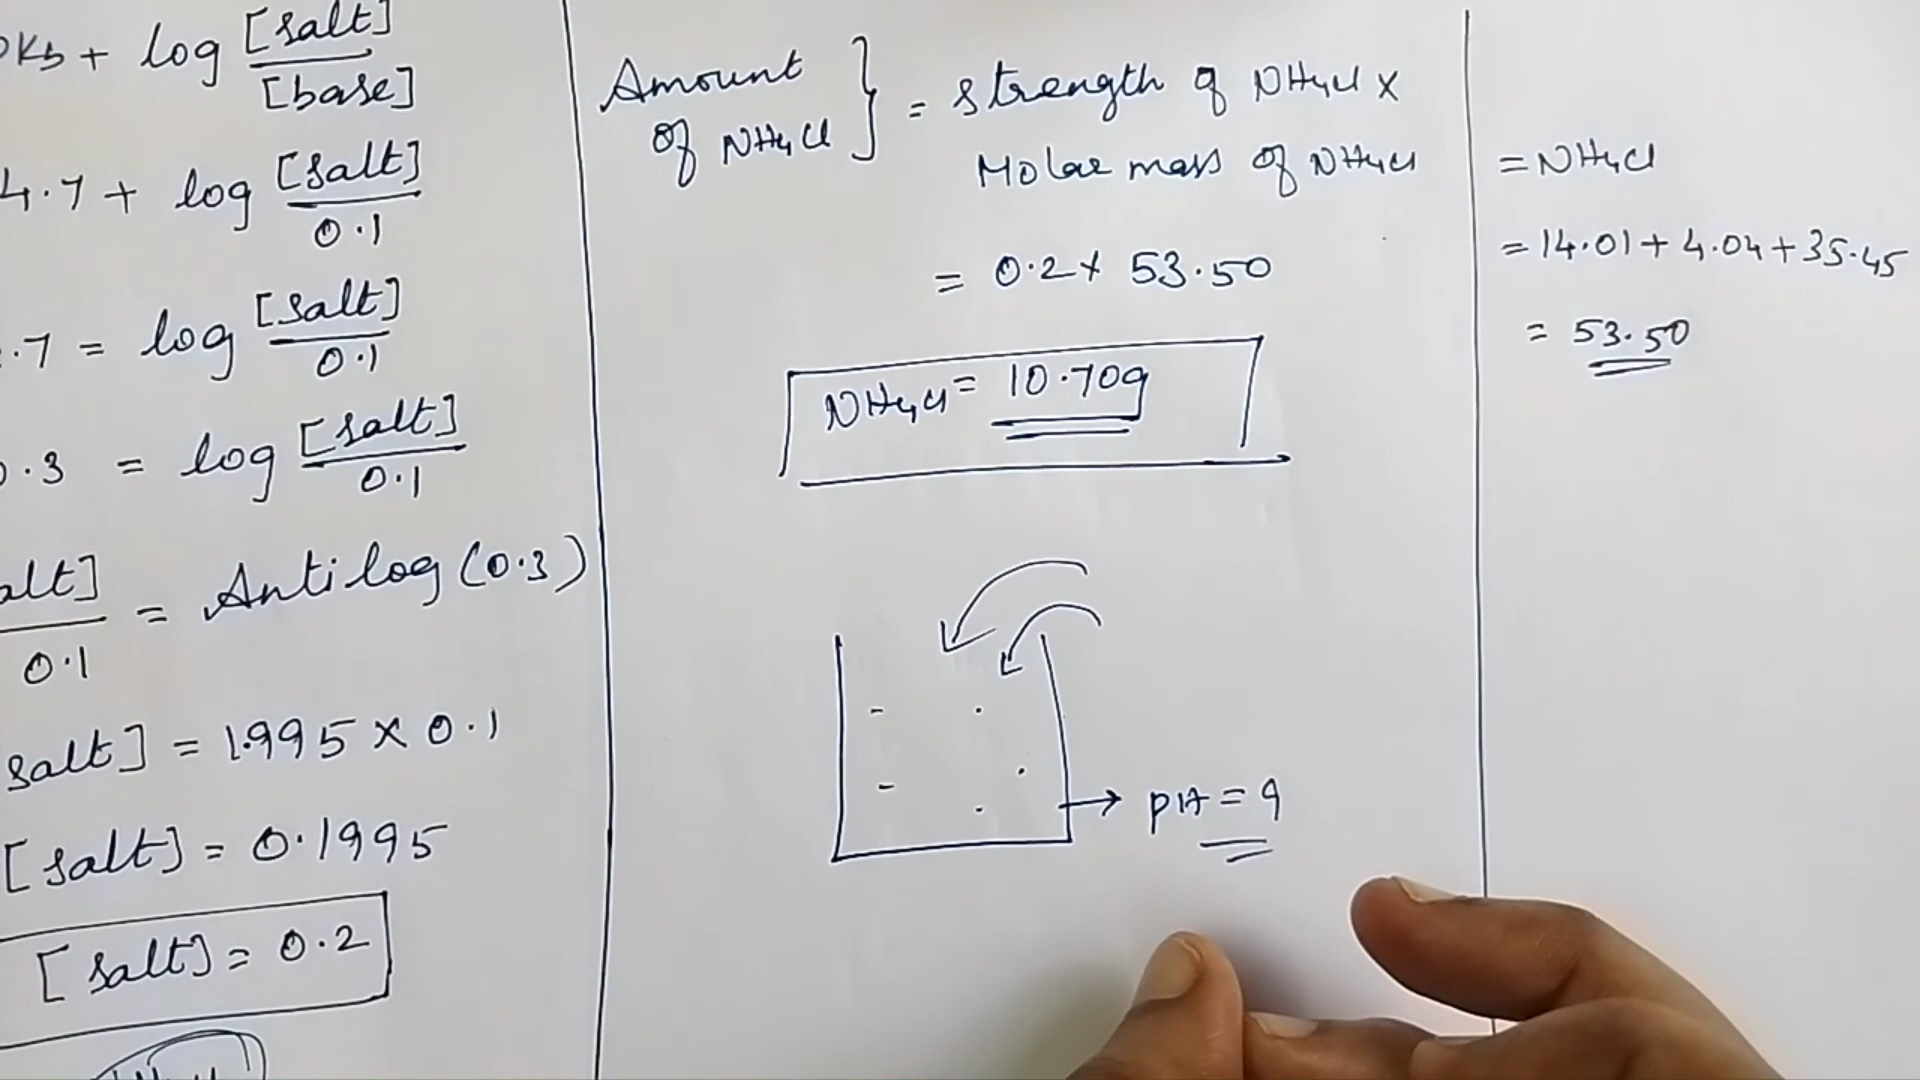 pKb + log [salt]
[base]
4.7 + log [salt]
0.1
.7 = log [salt]
0.1
0.3 = log [salt]
0.1
alt] = Antilog (0.3)
0.1
salt] = 1.995 × 0.1
[salt] = 0.1995
[salt] = 0.2
Amount
of NH4Cl
= strength of NH4Cl ×
Molar mass of NH4Cl
= 0.2 × 53.50
NH4Cl = 10.70g
pH = 9
= NH4Cl
= 14.01 + 4.04 + 35.45
= 53.50